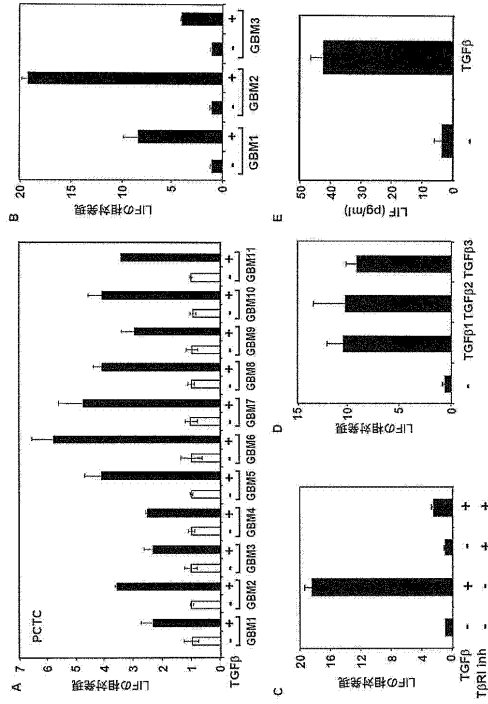 A
PCTC
LIFの相対発現
7
6
5
4
3
2
1
0
TGFβ
- + - + - + - + - + - + - + - + - + - + - +
GBM1 GBM2 GBM3 GBM4 GBM5 GBM6 GBM7 GBM8 GBM9 GBM10 GBM11
B
LIFの相対発現
20
15
10
5
0
- + - + - +
GBM1 GBM2 GBM3
C
LIFの相対発現
20
16
12
8
4
0
TGFβ - + - +
TβRI Inh - - + +
D
LIFの相対発現
15
10
5
0
- TGFβ1 TGFβ2 TGFβ3
E
LIF (pg/ml)
50
40
30
20
10
0
- TGFβ